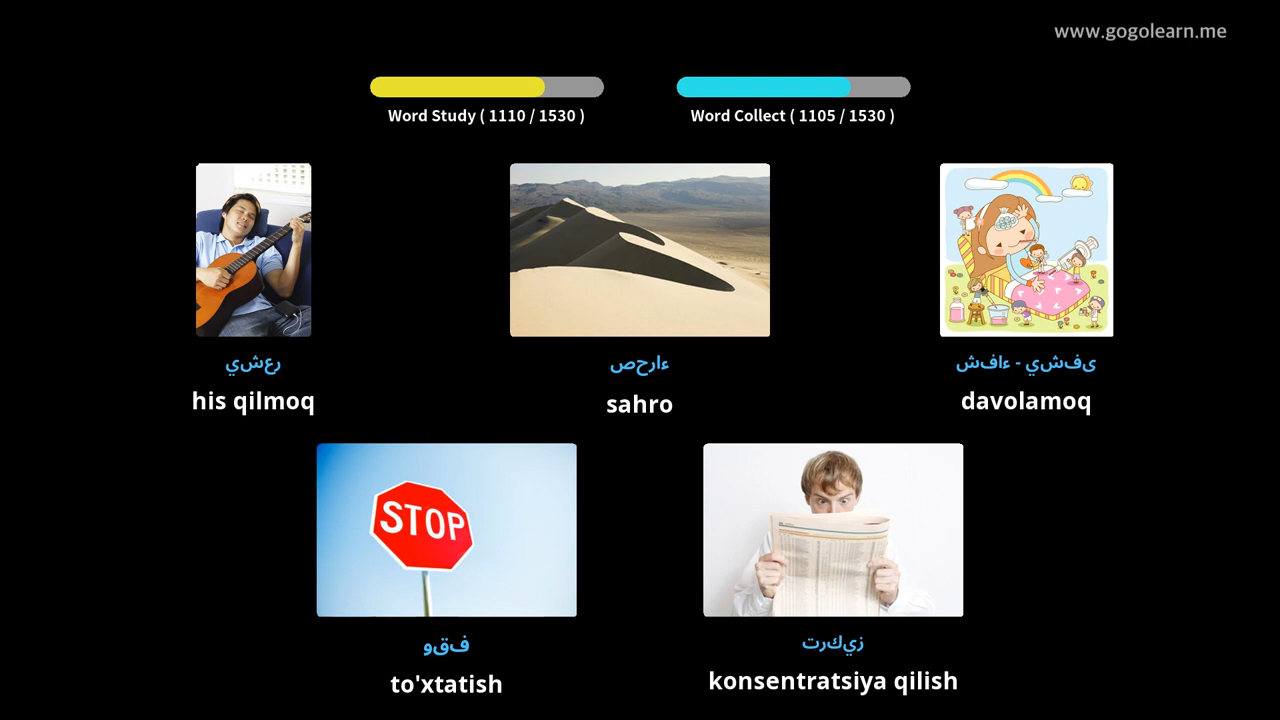 www.gogolearn.me
Word Study ( 1110 / 1530 )
Word Collect ( 1105 / 1530 )
رعشي
his qilmoq
ءارحص
sahro
ىفشي - ءافش
davolamoq
STOP
فقو
to'xtatish
زيكرت
konsentratsiya qilish